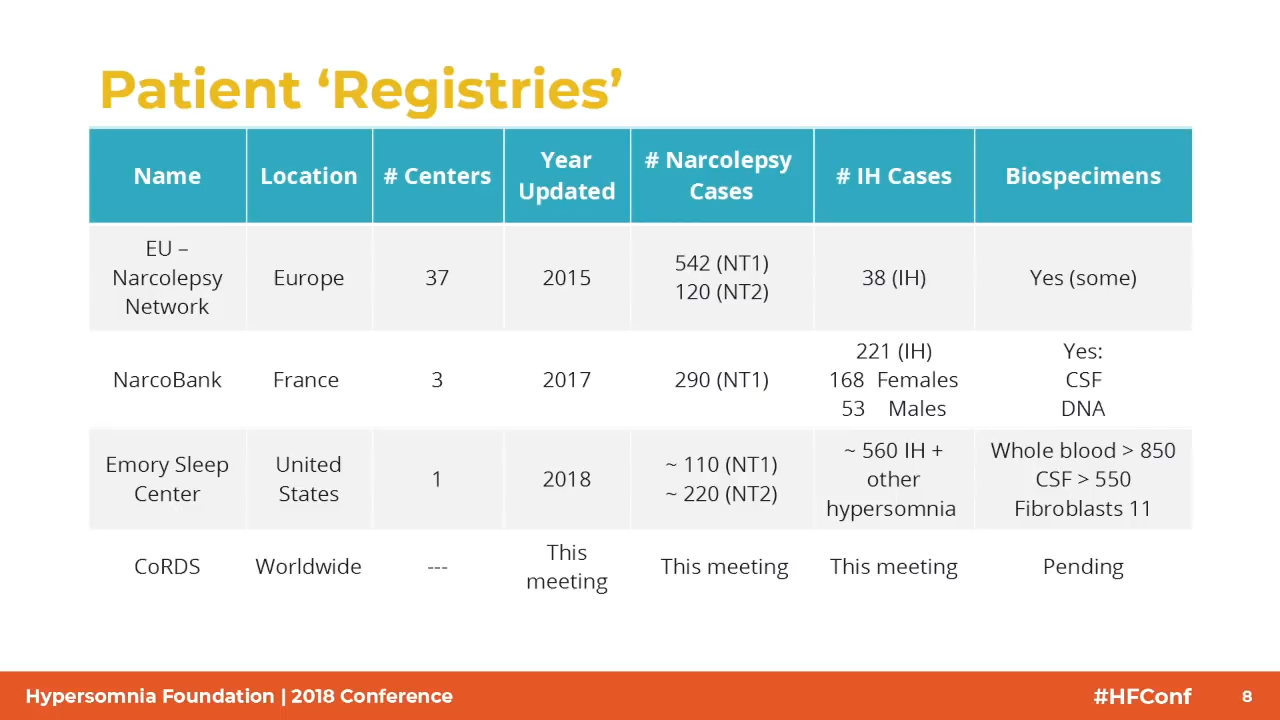 Patient ‘Registries’
Name
Location
# Centers
Year
Updated
# Narcolepsy
Cases
# IH Cases
Biospecimens
EU –
Narcolepsy
Network
Europe
37
2015
542 (NT1)
120 (NT2)
38 (IH)
Yes (some)
NarcoBank
France
3
2017
290 (NT1)
221 (IH)
168 Females
53 Males
Yes:
CSF
DNA
Emory Sleep
Center
United
States
1
2018
~ 110 (NT1)
~ 220 (NT2)
~ 560 IH +
other
hypersomnia
Whole blood > 850
CSF > 550
Fibroblasts 11
CoRDS
Worldwide
---
This
meeting
This meeting
This meeting
Pending
Hypersomnia Foundation | 2018 Conference
#HFConf
8